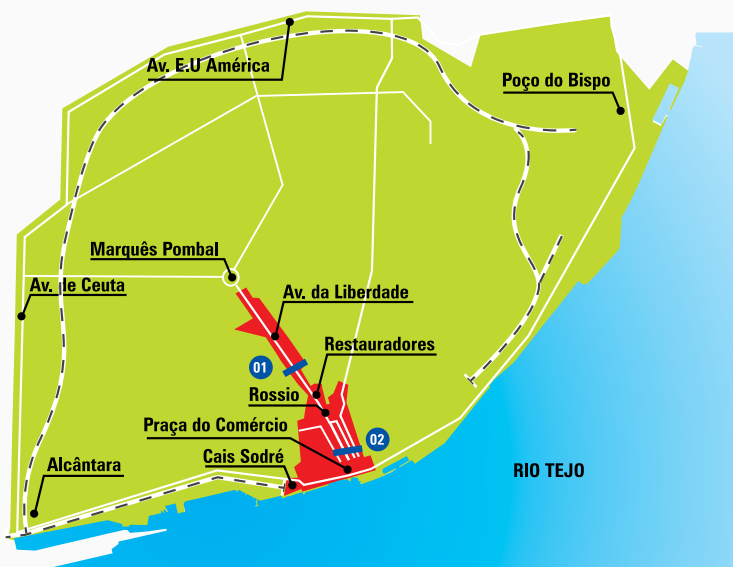 Av. E.U América
Poço do Bispo
Marquês Pombal
Av. de Ceuta
Av. da Liberdade
Restauradores
01
Rossio
Praça do Comércio
02
Cais Sodré
Alcântara
RIO TEJO